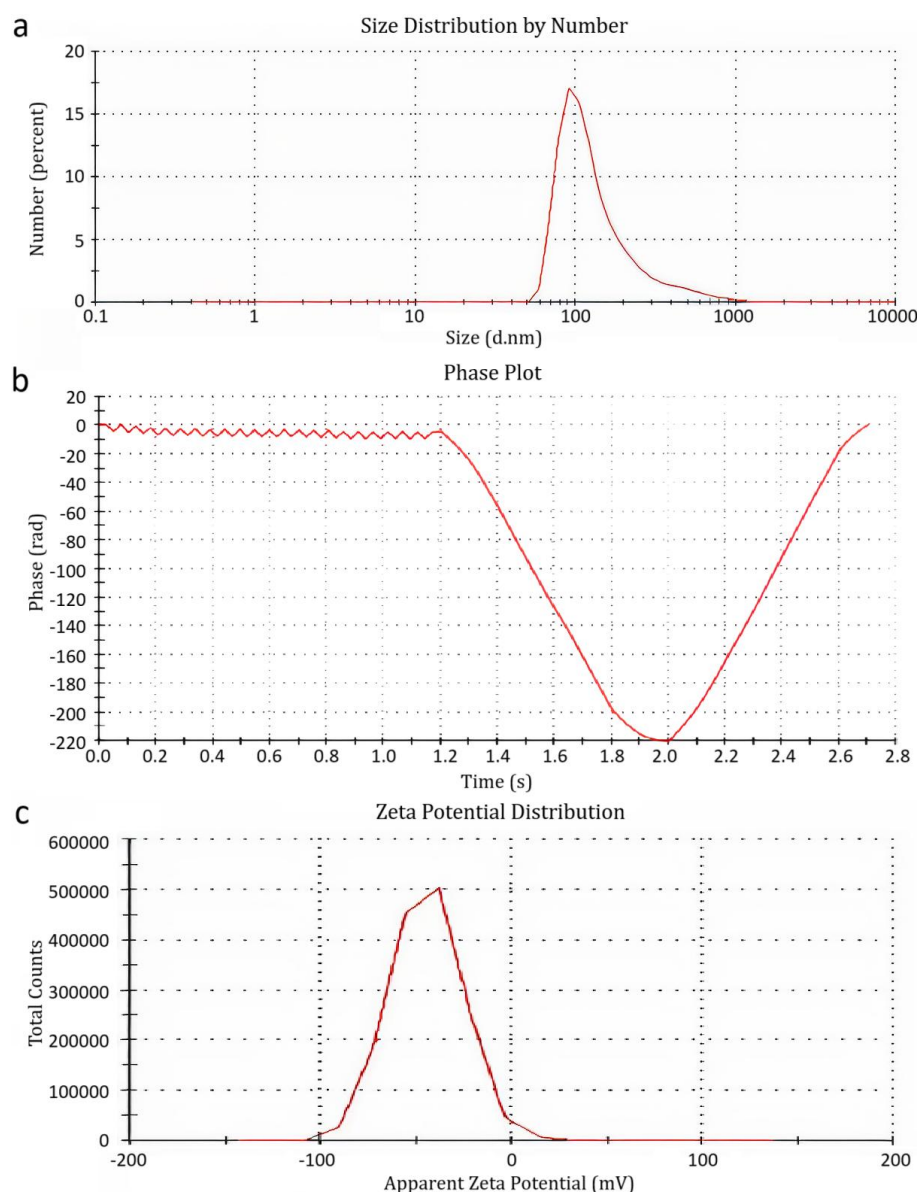 a
Size Distribution by Number
20
15
10
5
0
Number (percent)
0.1 1 10 100 1000 10000
Size (d.nm)
b
Phase Plot
20
0
-20
-40
-60
-80
-100
-120
-140
-160
-180
-200
-220
Phase (rad)
0.0 0.2 0.4 0.6 0.8 1.0 1.2 1.4 1.6 1.8 2.0 2.2 2.4 2.6 2.8
Time (s)
c
Zeta Potential Distribution
600000
500000
400000
300000
200000
100000
0
Total Counts
-200 -100 0 100 200
Apparent Zeta Potential (mV)